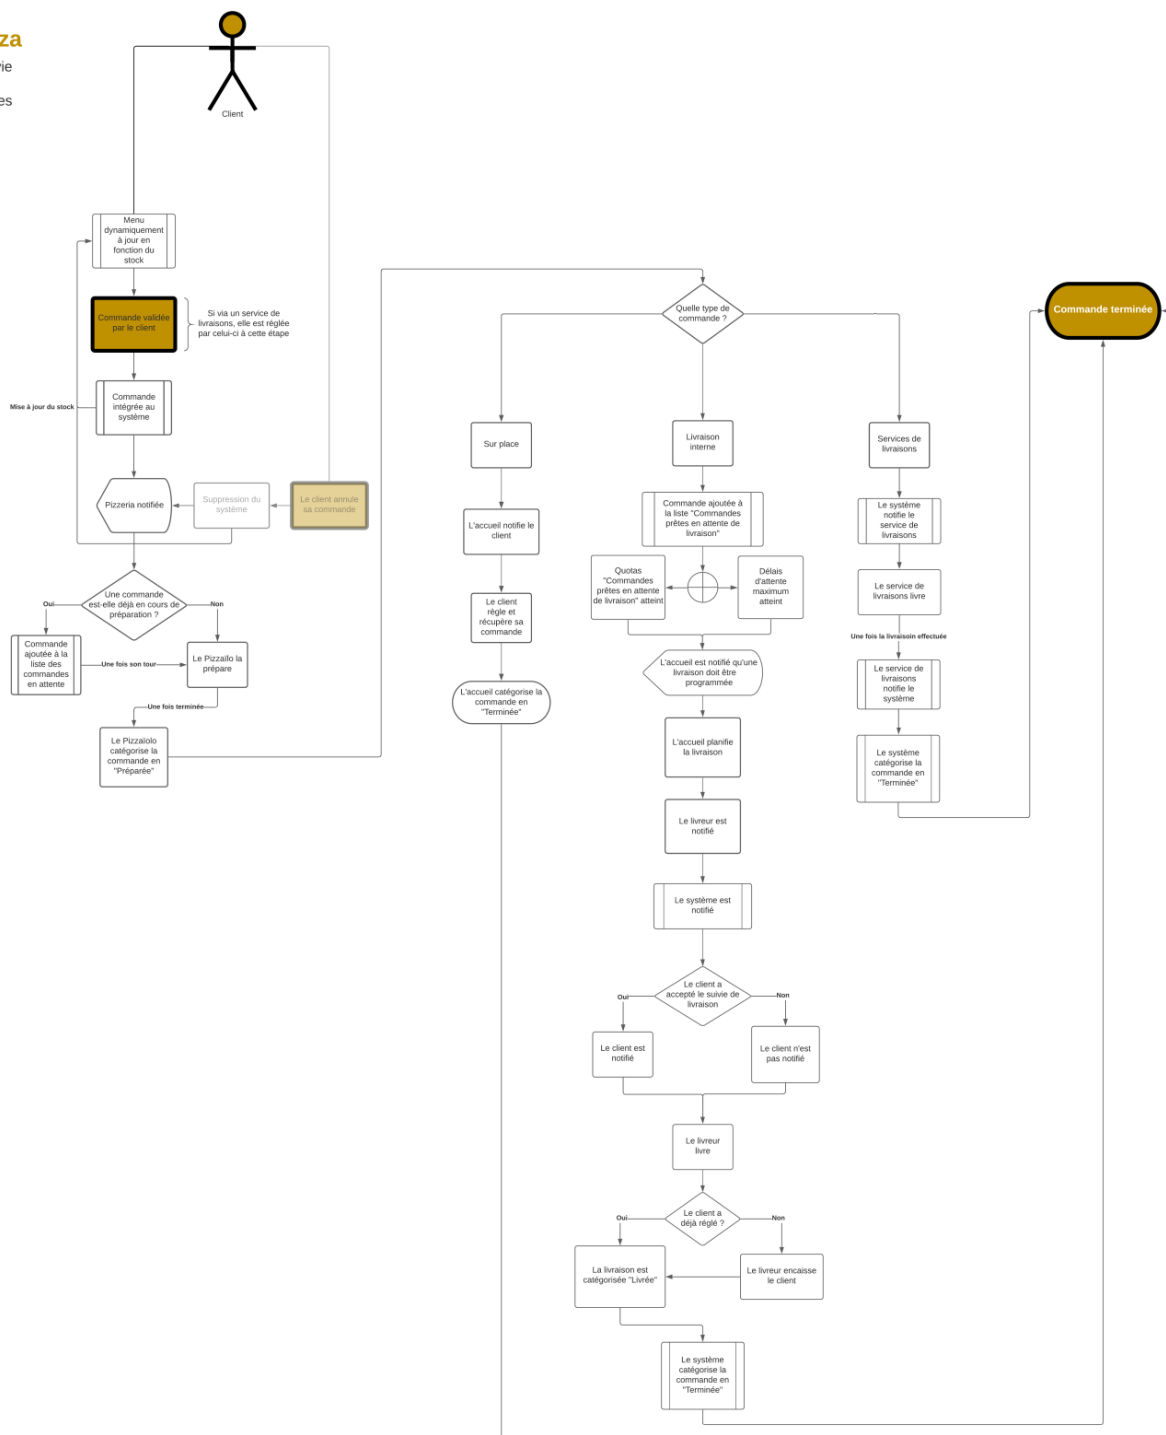 za
vie
es
Client
Menu
dynamiquement
à jour en
fonction du
stock
Commande validée
par le client
Si via un service de
livraisons, elle est réglée
par celui-ci à cette étape
Commande
intégrée au
système
Mise à jour du stock
Pizzeria notifiée
Suppression du
système
Le client annule
sa commande
Une commande
est-elle déjà en cours de
préparation ?
Oui
Non
Commande
ajoutée à la
liste des
commandes
en attente
Une fois son tour
Le Pizzaïlo la
prépare
Une fois terminée
Le Pizzaïolo
catégorise la
commande en
"Préparée"
Quelle type de
commande ?
Sur place
L'accueil notifie le
client
Le client
règle et
récupère sa
commande
L'accueil catégorise la
commande en
"Terminée"
Livraison
interne
Commande ajoutée à
la liste "Commandes
prêtes en attente de
livraison"
Quotas
"Commandes
prêtes en attente
de livraison" atteint
Délais
d'attente
maximum
atteint
L'accueil est notifié qu'une
livraison doit être
programmée
L'accueil planifie
la livraison
Le livreur est
notifié
Le système est
notifié
Le client a
accepté le suivie de
livraison
Oui
Non
Le client est
notifié
Le client n'est
pas notifié
Le livreur
livre
Le client a
déjà réglé ?
Oui
Non
La livraison est
catégorisée "Livrée"
Le livreur encaisse
le client
Le système
catégorise la
commande en
"Terminée"
Services de
livraisons
Le système
notifie le
service de
livraisons
Le service de
livraisons livre
Une fois la livraisoin effectuée
Le service de
livraisons
notifie le
système
Le système
catégorise la
commande en
"Terminée"
Commande terminée